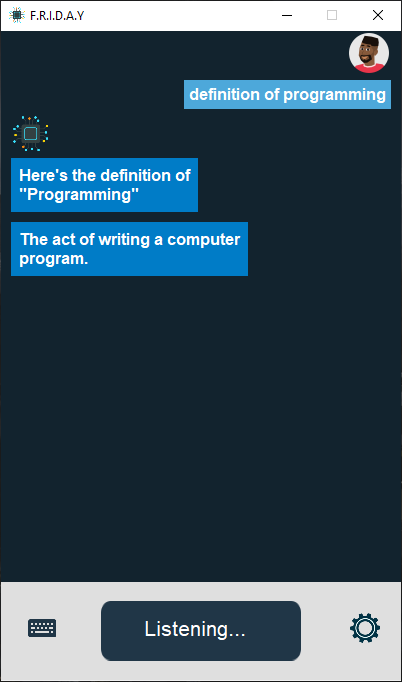 F.R.I.D.A.Y
definition of programming
Here's the definition of
"Programming"
The act of writing a computer
program.
Listening...